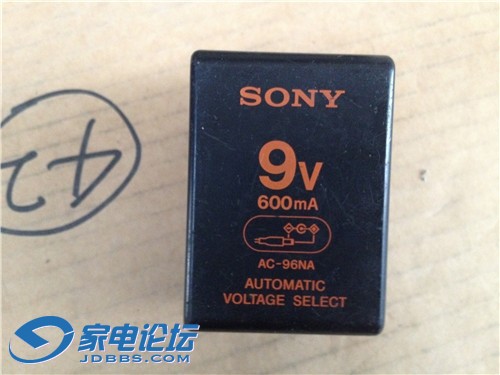 SONY
9V
600mA
AC-96NA
AUTOMATIC
VOLTAGE SELECT
42
家电论坛
JDBBS.COM